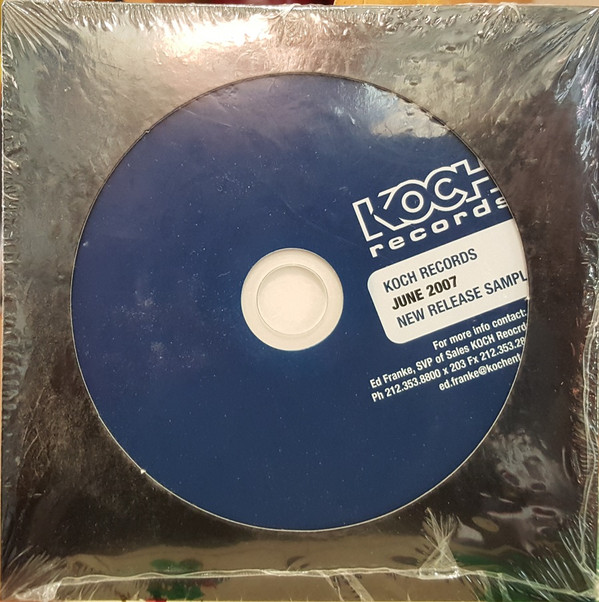 KOCH
records
KOCH RECORDS
JUNE 2007
NEW RELEASE SAMPL
For more info contact:
Ed Franke, SVP of Sales KOCH Reocrd
Ph 212.353.8800 x 203 Fx 212.353.28
ed.franke@kochent